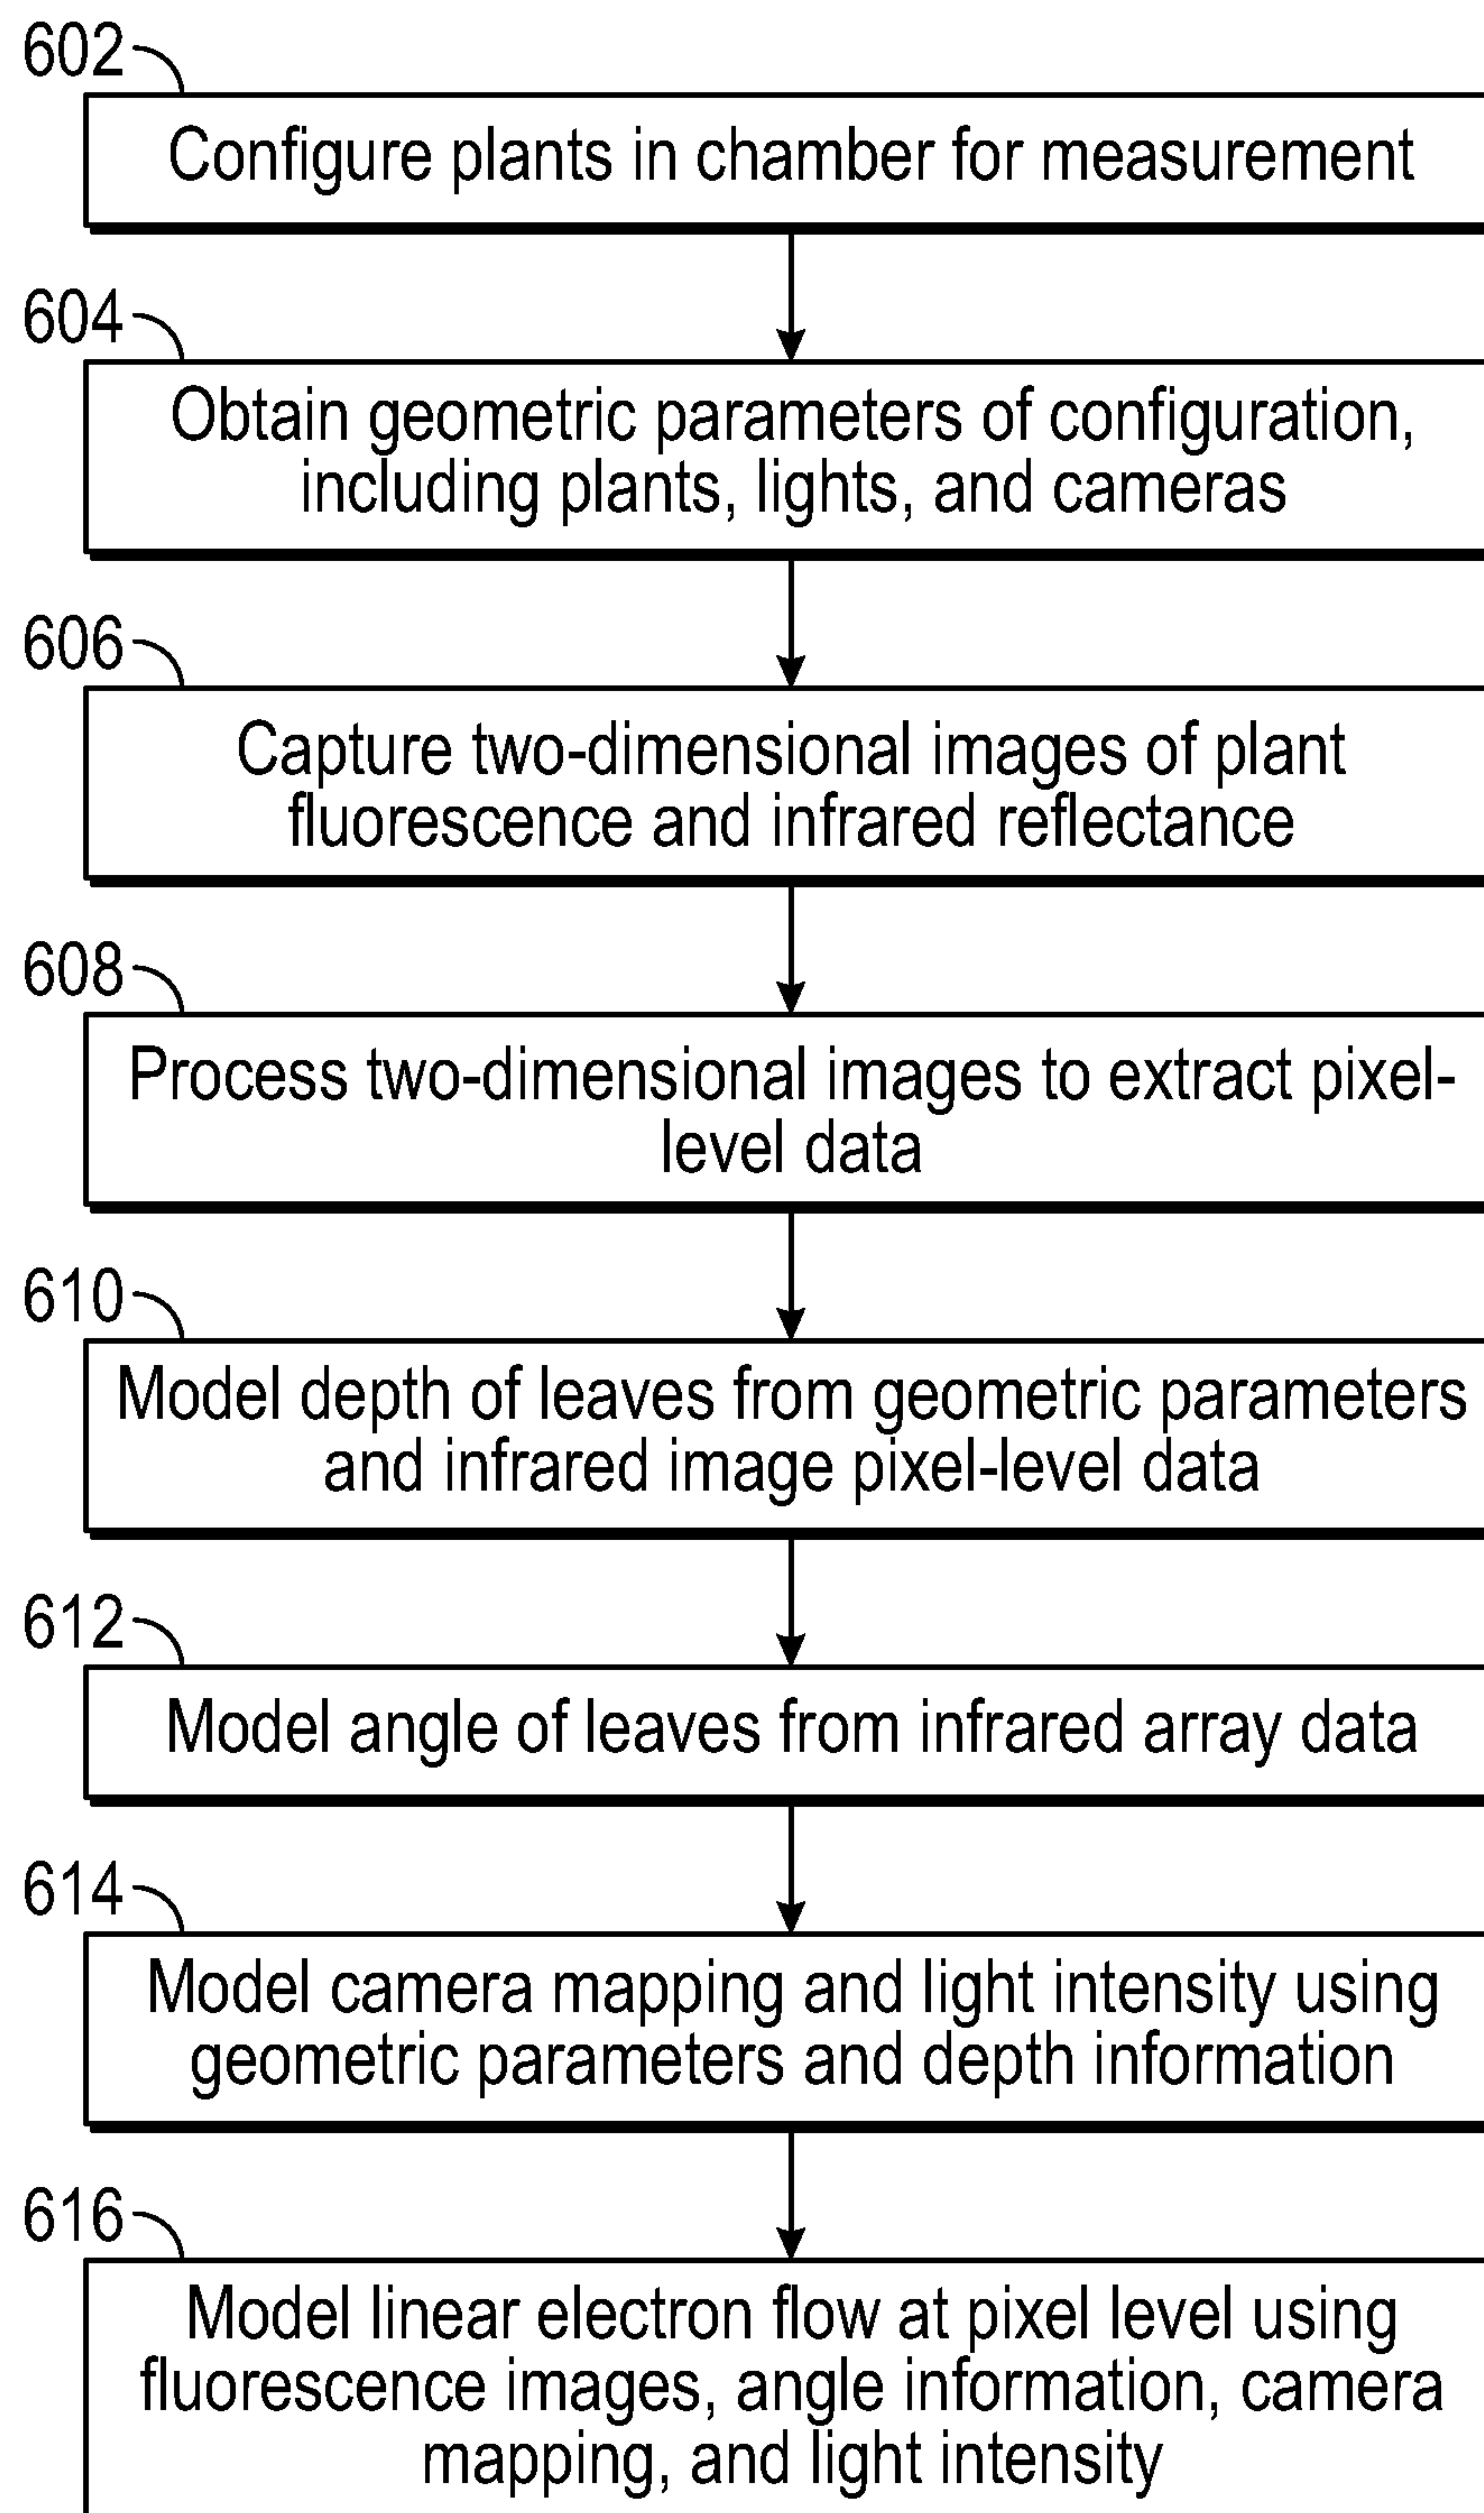 602
Configure plants in chamber for measurement
604
Obtain geometric parameters of configuration,
including plants, lights, and cameras
606
Capture two-dimensional images of plant
fluorescence and infrared reflectance
608
Process two-dimensional images to extract pixel-
level data
610
Model depth of leaves from geometric parameters
and infrared image pixel-level data
612
Model angle of leaves from infrared array data
614
Model camera mapping and light intensity using
geometric parameters and depth information
616
Model linear electron flow at pixel level using
fluorescence images, angle information, camera
mapping, and light intensity